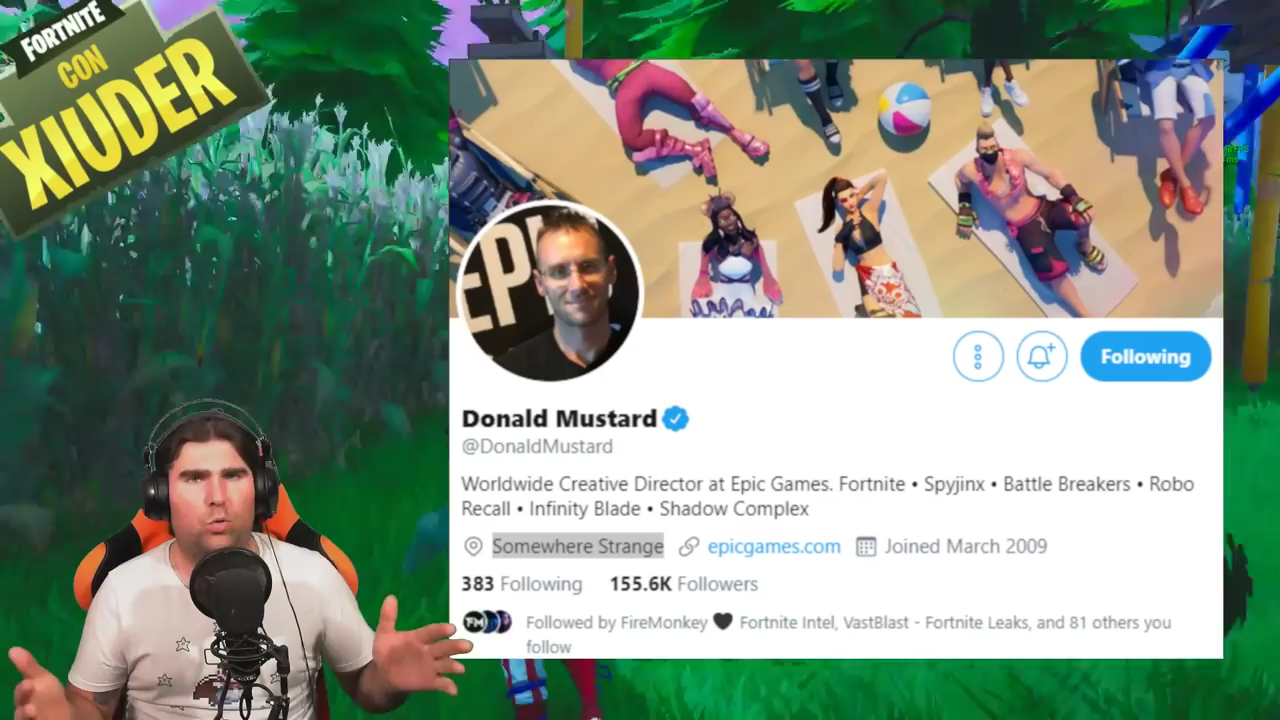 FORTNITE
CON
XIUDER
EPI
Following
Donald Mustard
@DonaldMustard
Worldwide Creative Director at Epic Games. Fortnite • Spyjinx • Battle Breakers • Robo
Recall • Infinity Blade • Shadow Complex
Somewhere Strange epicgames.com Joined March 2009
383 Following 155.6K Followers
Followed by FireMonkey 🖤 Fortnite Intel, VastBlast - Fortnite Leaks, and 81 others you
follow